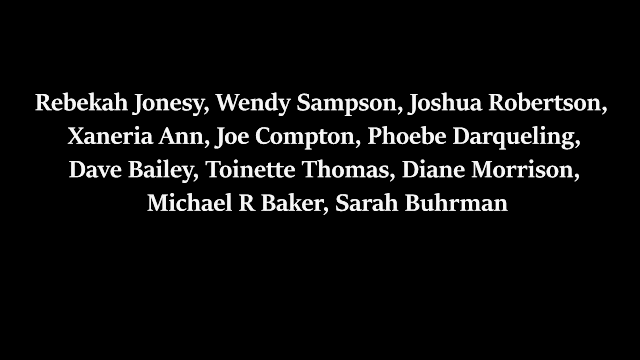 Rebekah Jonesy, Wendy Sampson, Joshua Robertson,
Xaneria Ann, Joe Compton, Phoebe Darqueling,
Dave Bailey, Toinette Thomas, Diane Morrison,
Michael R Baker, Sarah Buhrman